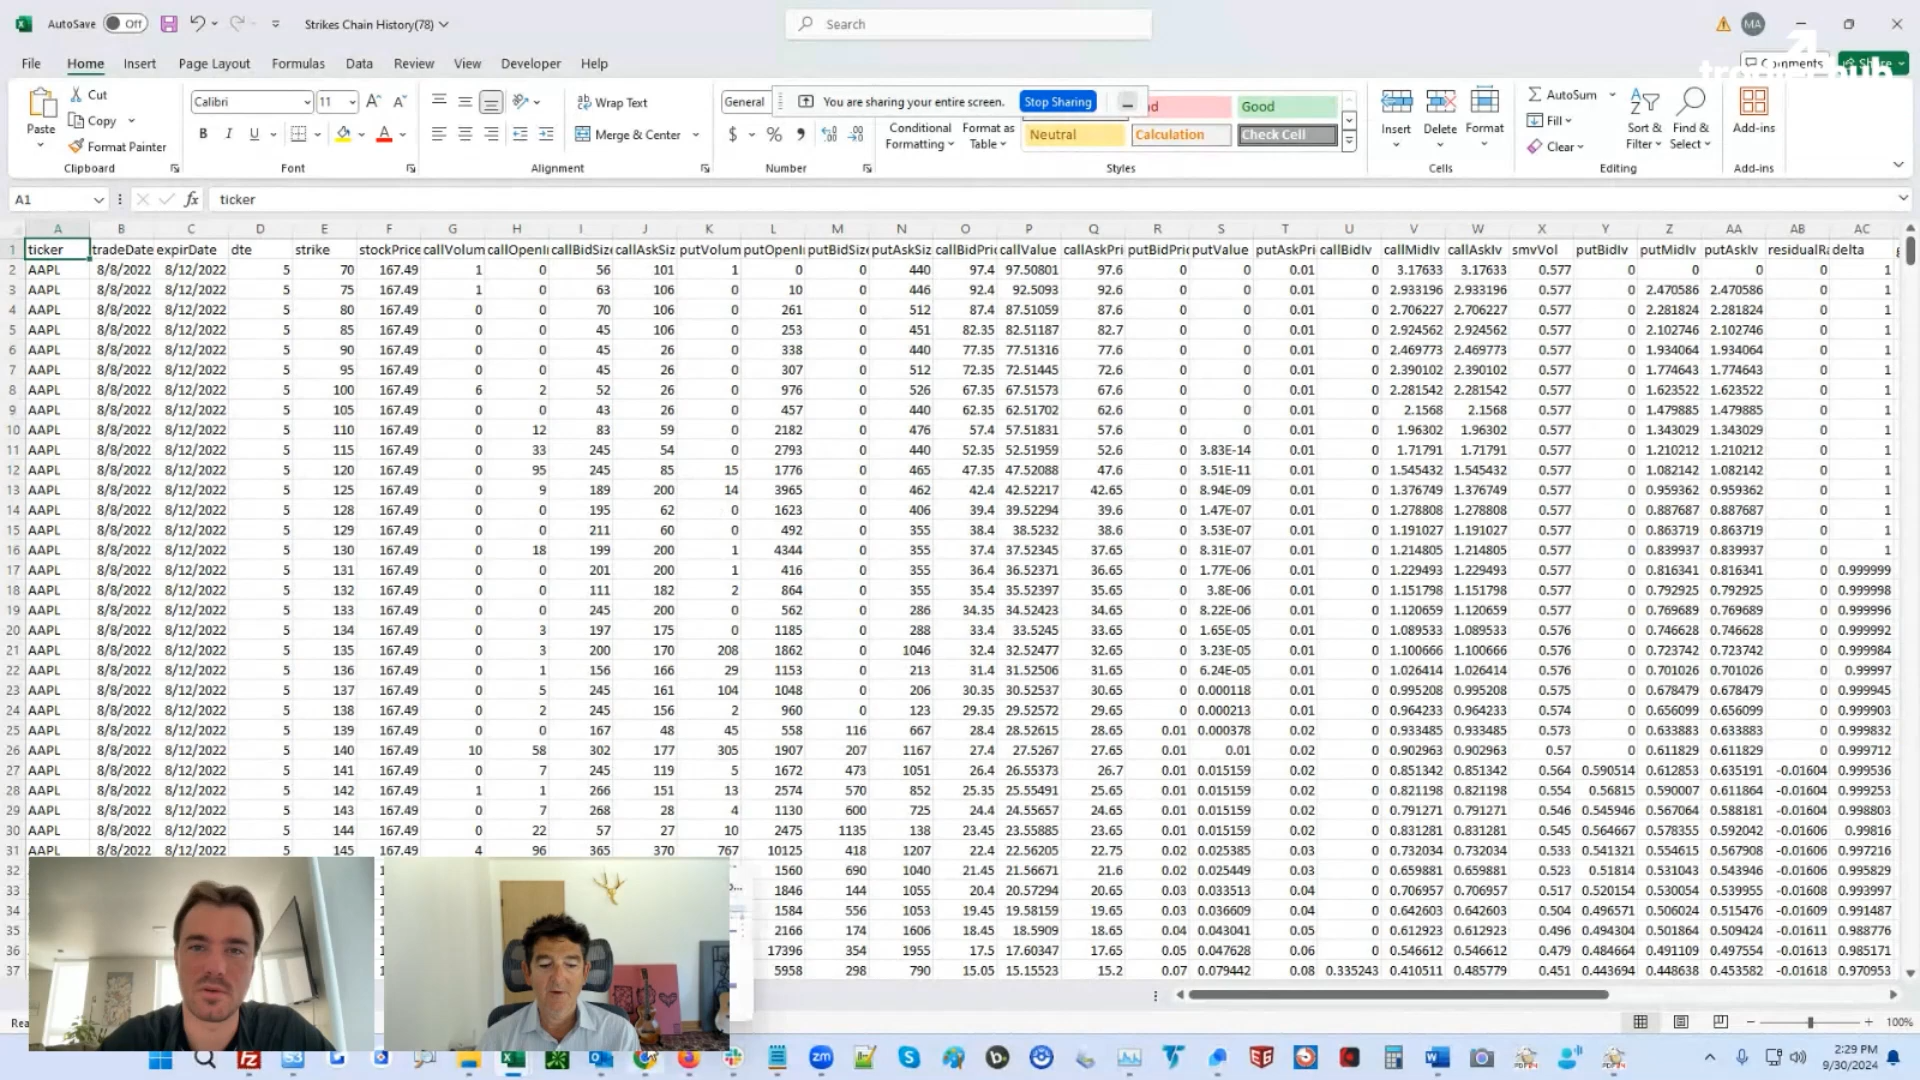 AutoSave Off Strikes Chain History(78) Search MA
File Home Insert Page Layout Formulas Data Review View Developer Help Comments Share
tradier hub
Cut Calibri 11 Wrap Text General You are sharing your entire screen. Stop Sharing Good AutoSum
Paste Copy Merge & Center Conditional Formatting Format as Table Neutral Calculation Check Cell Insert Delete Format Fill Sort & Filter Find & Select Add-ins
Format Painter Clear
Clipboard Font Alignment Number Styles Cells Editing Add-ins
A1 fx ticker
A B C D E F G H I J K L M N O P Q R S T U V W X Y Z AA AB AC
1 ticker tradeDate expirDate dte strike stockPrice callVolum callOpenI callBidSize callAskSiz putVolum putOpenI putBidSize putAskSiz callBidPric callValue callAskPri putBidPric putValue putAskPri callBidIv callMidIv callAskIv smvVol putBidIv putMidIv putAskIv residualRa delta
2 AAPL 8/8/2022 8/12/2022 5 70 167.49 1 0 56 101 1 0 0 440 97.4 97.50801 97.6 0 0 0.01 0 3.17633 3.17633 0.577 0 0 0 0 1
3 AAPL 8/8/2022 8/12/2022 5 75 167.49 1 0 63 106 0 10 0 446 92.4 92.5093 92.6 0 0 0.01 0 2.933196 2.933196 0.577 0 2.470586 2.470586 0 1
4 AAPL 8/8/2022 8/12/2022 5 80 167.49 0 0 70 106 0 261 0 512 87.4 87.51059 87.6 0 0 0.01 0 2.706227 2.706227 0.577 0 2.281824 2.281824 0 1
5 AAPL 8/8/2022 8/12/2022 5 85 167.49 0 0 45 106 0 253 0 451 82.35 82.51187 82.7 0 0 0.01 0 2.924562 2.924562 0.577 0 2.102746 2.102746 0 1
6 AAPL 8/8/2022 8/12/2022 5 90 167.49 0 0 45 26 0 338 0 440 77.35 77.51316 77.6 0 0 0.01 0 2.469773 2.469773 0.577 0 1.934064 1.934064 0 1
7 AAPL 8/8/2022 8/12/2022 5 95 167.49 0 0 45 26 0 307 0 512 72.35 72.51445 72.6 0 0 0.01 0 2.390102 2.390102 0.577 0 1.774643 1.774643 0 1
8 AAPL 8/8/2022 8/12/2022 5 100 167.49 6 2 52 26 0 976 0 526 67.35 67.51573 67.6 0 0 0.01 0 2.281542 2.281542 0.577 0 1.623522 1.623522 0 1
9 AAPL 8/8/2022 8/12/2022 5 105 167.49 0 0 43 26 0 457 0 440 62.35 62.51702 62.6 0 0 0.01 0 2.1568 2.1568 0.577 0 1.479885 1.479885 0 1
10 AAPL 8/8/2022 8/12/2022 5 110 167.49 0 12 83 59 0 2182 0 476 57.4 57.51831 57.6 0 0 0.01 0 1.96302 1.96302 0.577 0 1.343029 1.343029 0 1
11 AAPL 8/8/2022 8/12/2022 5 115 167.49 0 33 245 54 0 2793 0 440 52.35 52.51959 52.6 0 3.83E-14 0.01 0 1.71791 1.71791 0.577 0 1.210212 1.210212 0 1
12 AAPL 8/8/2022 8/12/2022 5 120 167.49 0 95 245 85 15 1776 0 465 47.35 47.52088 47.6 0 3.51E-11 0.01 0 1.545432 1.545432 0.577 0 1.082142 1.082142 0 1
13 AAPL 8/8/2022 8/12/2022 5 125 167.49 0 9 189 200 14 3965 0 462 42.4 42.52217 42.65 0 8.94E-09 0.01 0 1.376749 1.376749 0.577 0 0.959362 0.959362 0 1
14 AAPL 8/8/2022 8/12/2022 5 128 167.49 0 0 195 62 0 1623 0 406 39.4 39.52294 39.6 0 1.47E-07 0.01 0 1.278808 1.278808 0.577 0 0.887687 0.887687 0 1
15 AAPL 8/8/2022 8/12/2022 5 129 167.49 0 0 211 60 0 492 0 355 38.4 38.5232 38.6 0 3.53E-07 0.01 0 1.191027 1.191027 0.577 0 0.863719 0.863719 0 1
16 AAPL 8/8/2022 8/12/2022 5 130 167.49 0 18 199 200 1 4344 0 355 37.4 37.52345 37.65 0 8.31E-07 0.01 0 1.214805 1.214805 0.577 0 0.839937 0.839937 0 1
17 AAPL 8/8/2022 8/12/2022 5 131 167.49 0 0 201 200 1 416 0 355 36.4 36.52371 36.65 0 1.77E-06 0.01 0 1.229493 1.229493 0.577 0 0.816341 0.816341 0 0.999999
18 AAPL 8/8/2022 8/12/2022 5 132 167.49 0 0 111 182 2 864 0 355 35.4 35.52397 35.65 0 3.8E-06 0.01 0 1.151798 1.151798 0.577 0 0.792925 0.792925 0 0.999998
19 AAPL 8/8/2022 8/12/2022 5 133 167.49 0 0 245 200 0 562 0 286 34.35 34.52423 34.65 0 8.22E-06 0.01 0 1.120659 1.120659 0.577 0 0.769689 0.769689 0 0.999996
20 AAPL 8/8/2022 8/12/2022 5 134 167.49 0 3 197 175 0 1185 0 288 33.4 33.5245 33.65 0 1.65E-05 0.01 0 1.089533 1.089533 0.576 0 0.746628 0.746628 0 0.999992
21 AAPL 8/8/2022 8/12/2022 5 135 167.49 0 3 200 170 208 1862 0 1046 32.4 32.52477 32.65 0 3.23E-05 0.01 0 1.100666 1.100666 0.576 0 0.723742 0.723742 0 0.999984
22 AAPL 8/8/2022 8/12/2022 5 136 167.49 0 1 156 166 29 1153 0 213 31.4 31.52506 31.65 0 6.24E-05 0.01 0 1.026414 1.026414 0.576 0 0.701026 0.701026 0 0.99997
23 AAPL 8/8/2022 8/12/2022 5 137 167.49 0 5 245 161 104 1048 0 206 30.35 30.52537 30.65 0 0.000118 0.01 0 0.995208 0.995208 0.575 0 0.678479 0.678479 0 0.999945
24 AAPL 8/8/2022 8/12/2022 5 138 167.49 0 2 245 156 2 960 0 123 29.35 29.52572 29.65 0 0.000213 0.01 0 0.964233 0.964233 0.574 0 0.656099 0.656099 0 0.999903
25 AAPL 8/8/2022 8/12/2022 5 139 167.49 0 0 167 48 45 558 116 667 28.4 28.52615 28.65 0.01 0.000378 0.02 0 0.933485 0.933485 0.573 0 0.633883 0.633883 0 0.999832
26 AAPL 8/8/2022 8/12/2022 5 140 167.49 10 58 302 177 305 1907 207 1167 27.4 27.5267 27.65 0.01 0.01 0.02 0 0.902963 0.902963 0.57 0 0.611829 0.611829 0 0.999712
27 AAPL 8/8/2022 8/12/2022 5 141 167.49 0 7 245 119 5 1672 473 1051 26.4 26.55373 26.7 0.01 0.015159 0.02 0 0.851342 0.851342 0.564 0.590514 0.612853 0.635191 -0.01604 0.999536
28 AAPL 8/8/2022 8/12/2022 5 142 167.49 1 1 266 151 13 2574 570 852 25.35 25.55491 25.65 0.01 0.015159 0.02 0 0.821198 0.821198 0.554 0.56815 0.590007 0.611864 -0.01604 0.999253
29 AAPL 8/8/2022 8/12/2022 5 143 167.49 0 7 268 28 4 1130 600 725 24.4 24.55657 24.65 0.01 0.015159 0.02 0 0.791271 0.791271 0.546 0.545946 0.567064 0.588181 -0.01604 0.998803
30 AAPL 8/8/2022 8/12/2022 5 144 167.49 0 22 57 27 10 2475 1135 138 23.45 23.55885 23.65 0.01 0.015159 0.02 0 0.831281 0.831281 0.545 0.564667 0.578355 0.592042 -0.01606 0.99816
31 AAPL 8/8/2022 8/12/2022 5 145 167.49 4 96 365 370 767 10125 418 1207 22.4 22.56205 22.75 0.02 0.025385 0.03 0 0.732034 0.732034 0.533 0.541321 0.554615 0.567908 -0.01606 0.997216
32 1560 690 1040 21.45 21.56671 21.6 0.02 0.025449 0.03 0 0.659881 0.659881 0.523 0.51814 0.531043 0.543946 -0.01606 0.995829
33 1846 144 1055 20.4 20.57294 20.65 0.03 0.033513 0.04 0 0.706957 0.706957 0.517 0.520154 0.530054 0.539955 -0.01608 0.993997
34 1584 556 1053 19.45 19.58159 19.65 0.03 0.036609 0.04 0 0.642603 0.642603 0.504 0.496571 0.506024 0.515476 -0.01609 0.991487
35 2166 174 1606 18.45 18.5909 18.65 0.04 0.043041 0.05 0 0.612923 0.612923 0.496 0.494304 0.501864 0.509424 -0.01611 0.988776
36 17396 354 1955 17.5 17.60347 17.65 0.05 0.047628 0.06 0 0.546612 0.546612 0.479 0.484664 0.491109 0.497554 -0.01613 0.985171
37 5958 298 790 15.05 15.15523 15.2 0.07 0.079442 0.08 0.335243 0.410511 0.485779 0.451 0.443694 0.448638 0.453582 -0.01618 0.970953
Rea 100%
2:29 PM
9/30/2024